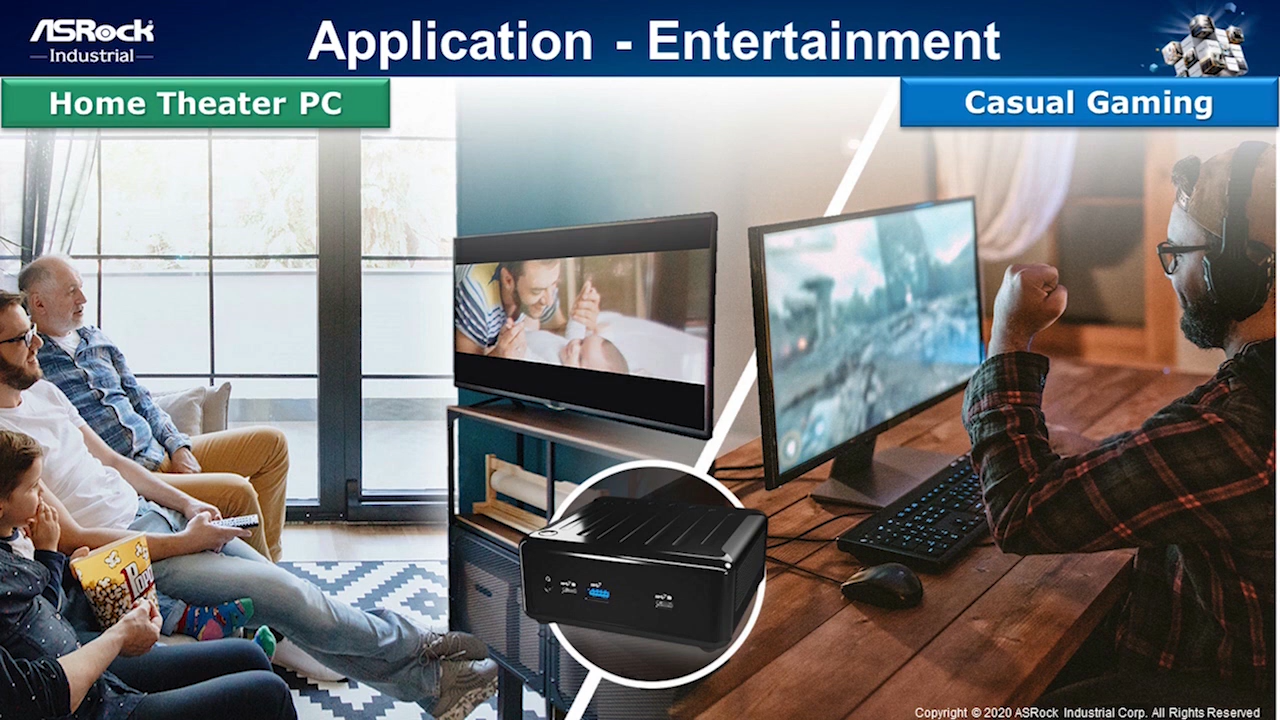 ASRock
Industrial
Application - Entertainment
Home Theater PC
Casual Gaming
Copyright © 2020 ASRock Industrial Corp. All Rights Reserved